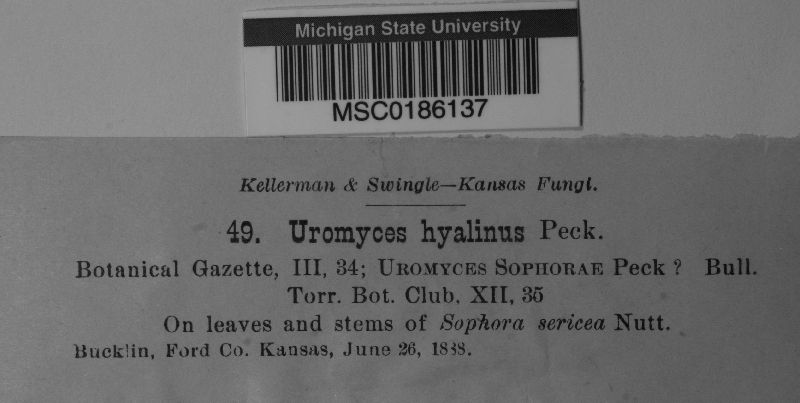 Michigan State University
MSC0186137
Kellerman & Swingle—Kansas Fungi.
49. Uromyces hyalinus Peck.
Botanical Gazette, III, 34; UROMYCES SOPHORAE Peck? Bull.
Torr. Bot. Club, XII, 35
On leaves and stems of Sophora sericea Nutt.
Bucklin, Ford Co. Kansas, June 26, 1888.